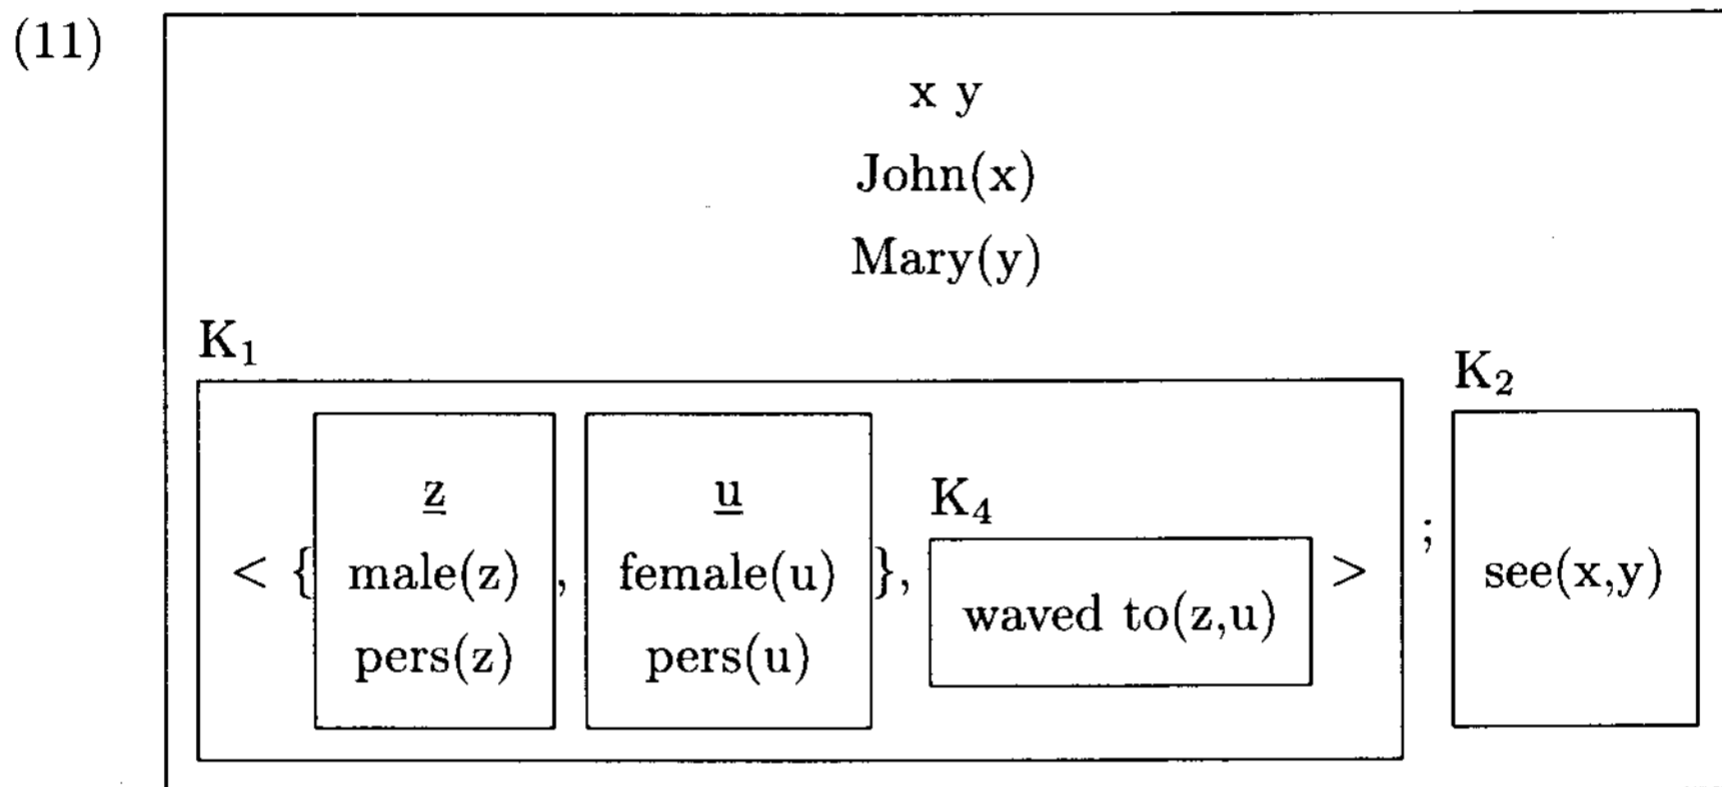 (11)
x y
John(x)
Mary(y)
K₁
K₂
z u
K₄
< { male(z) , female(u) }, waved to(z,u) > ; see(x,y)
pers(z) pers(u)